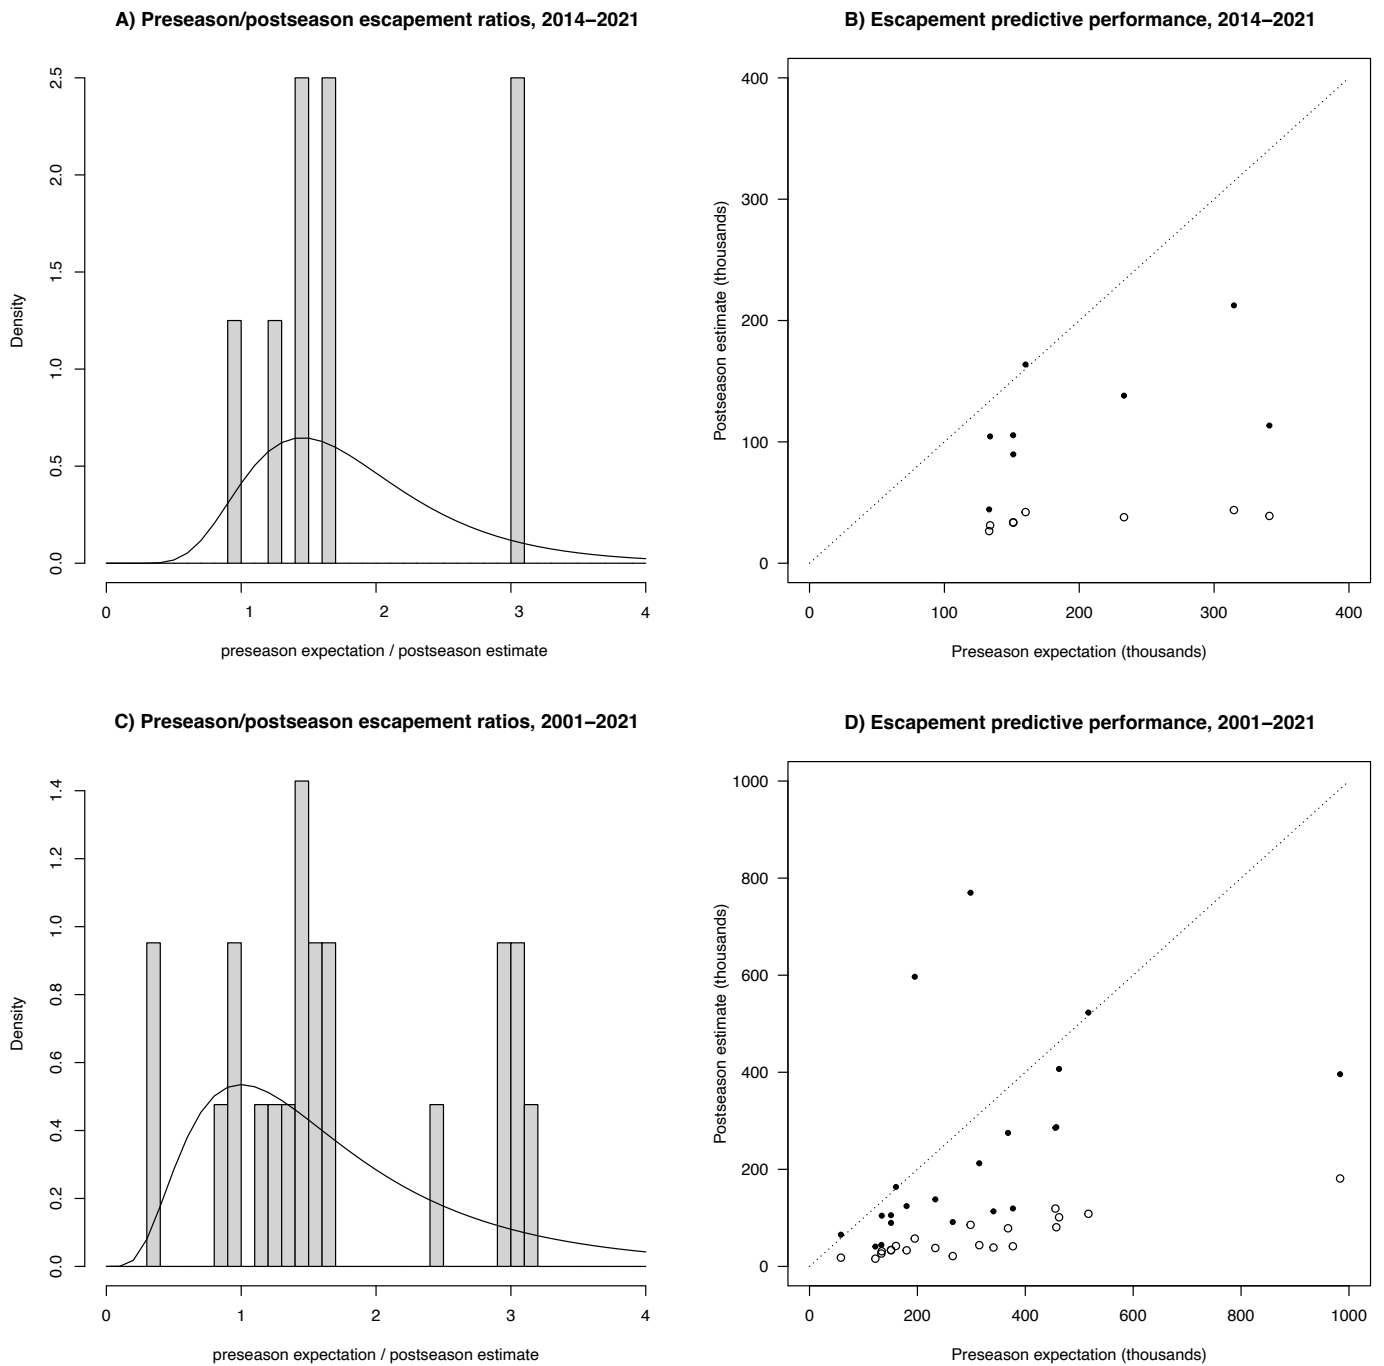 A) Preseason/postseason escapement ratios, 2014–2021
Density
0.0 0.5 1.0 1.5 2.0 2.5
0 1 2 3 4
preseason expectation / postseason estimate
B) Escapement predictive performance, 2014–2021
Postseason estimate (thousands)
400
300
200
100
0
0 100 200 300 400
Preseason expectation (thousands)
C) Preseason/postseason escapement ratios, 2001–2021
Density
0.0 0.2 0.4 0.6 0.8 1.0 1.2 1.4
0 1 2 3 4
preseason expectation / postseason estimate
D) Escapement predictive performance, 2001–2021
Postseason estimate (thousands)
1000
800
600
400
200
0
0 200 400 600 800 1000
Preseason expectation (thousands)